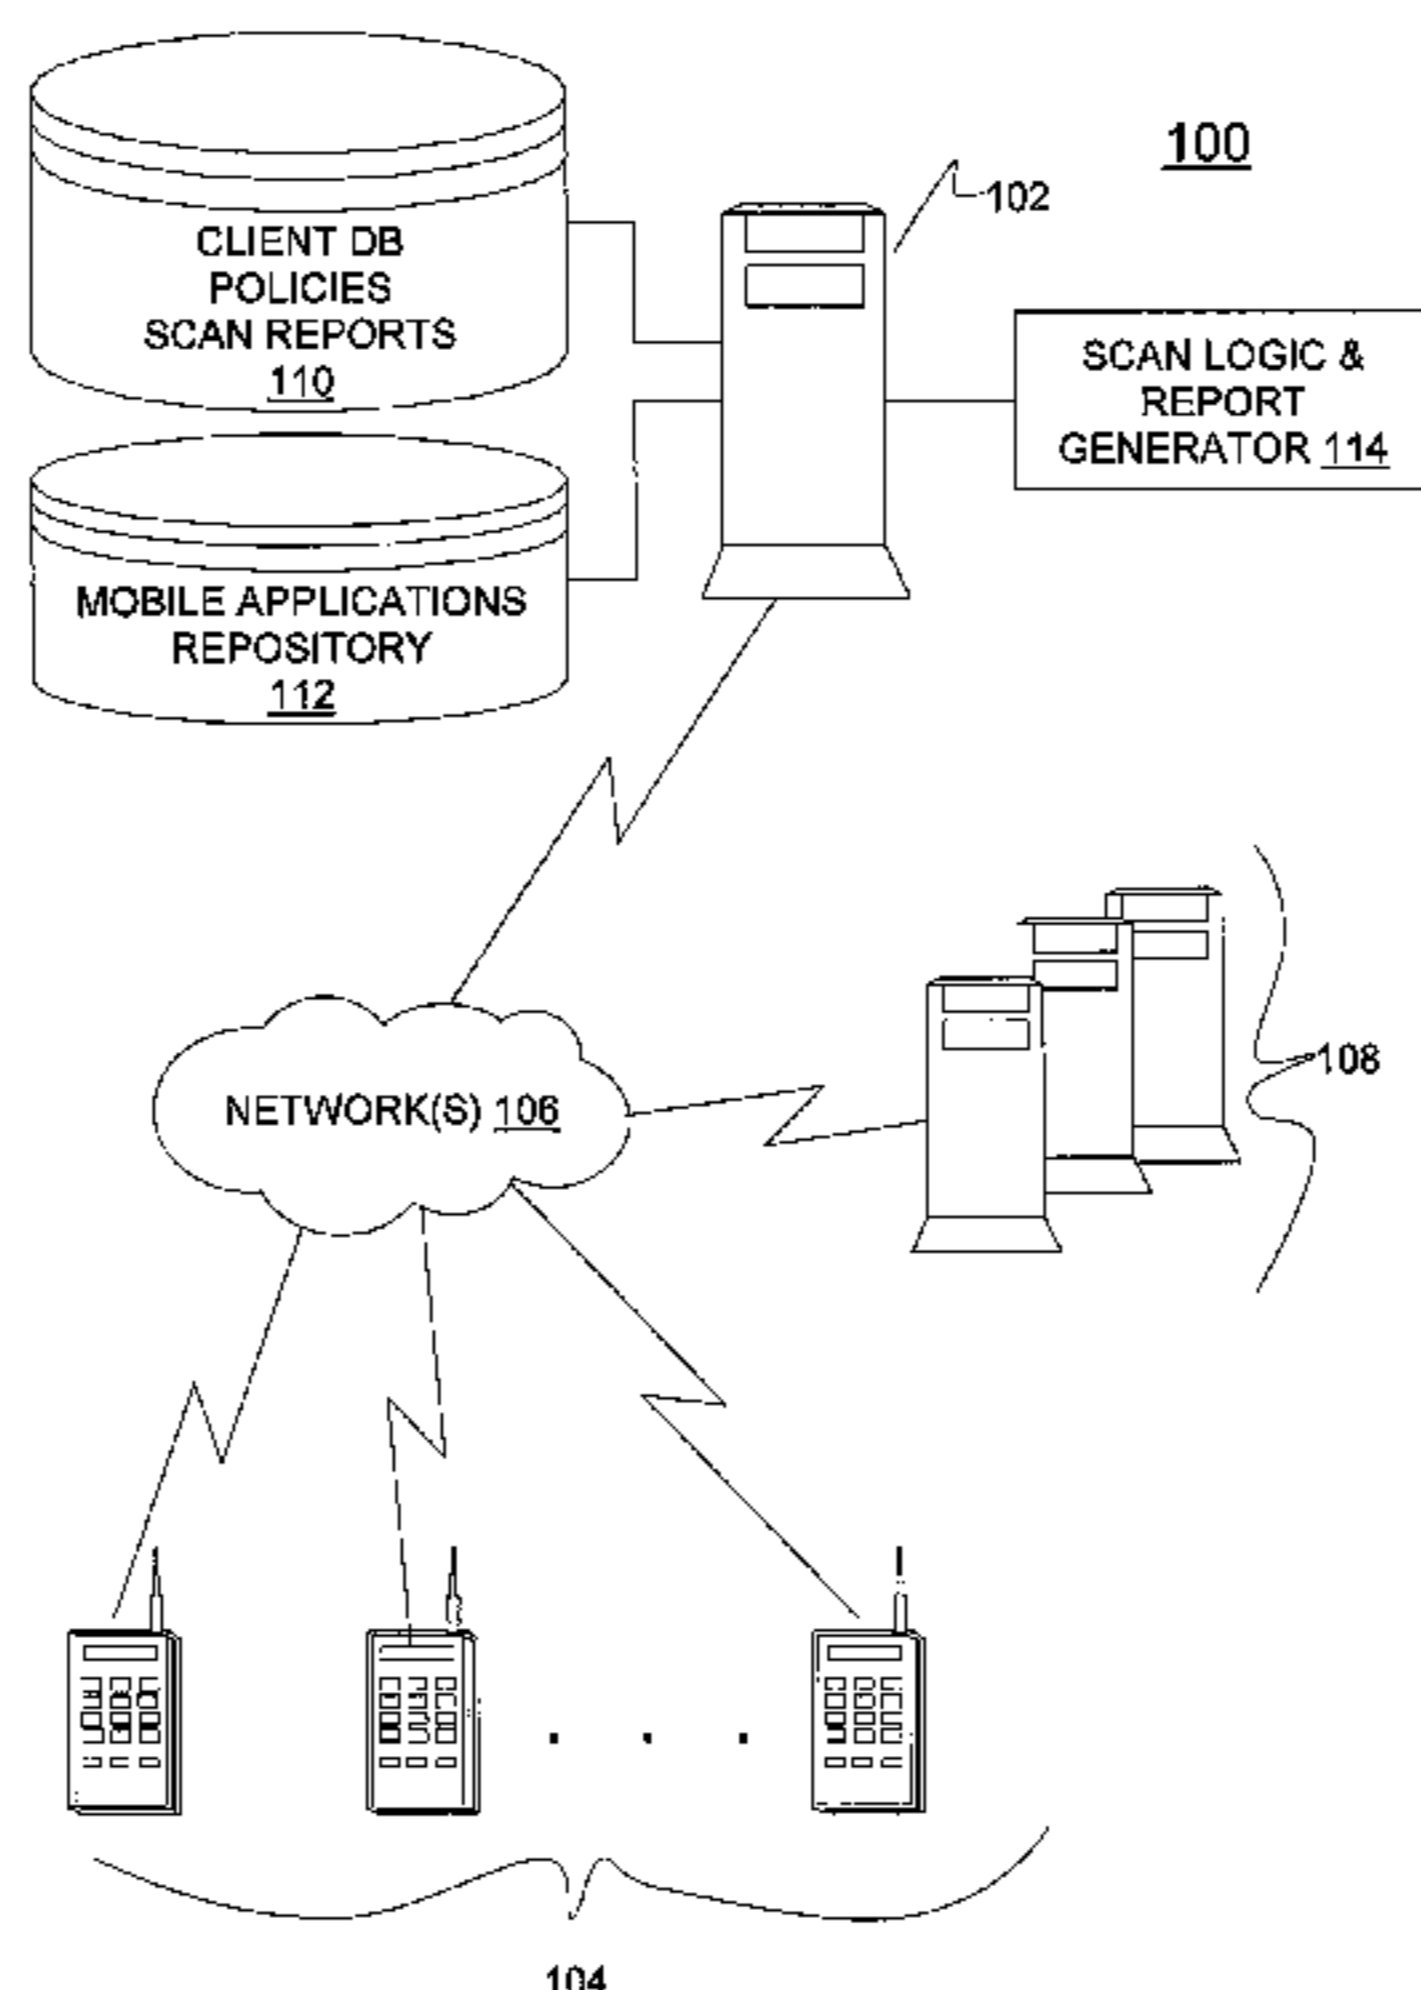 100
102
CLIENT DB
POLICIES
SCAN REPORTS
110
SCAN LOGIC &
REPORT
GENERATOR 114
MOBILE APPLICATIONS
REPOSITORY
112
108
NETWORK(S) 106
104